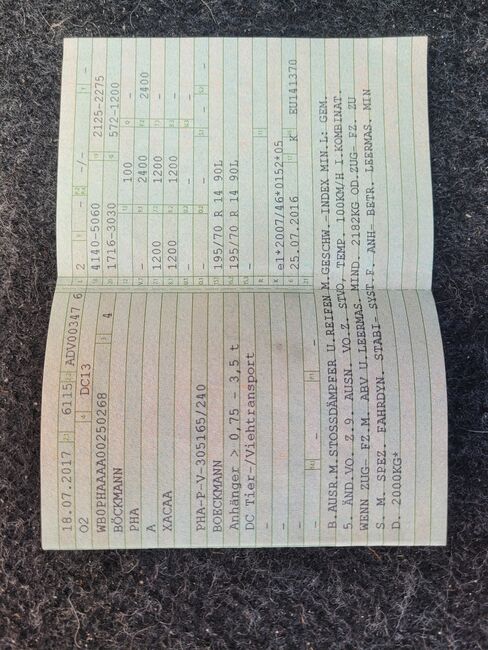 18.07.2017 6115 ADV00347 6
02 DC13
WB0PHAAAA00250268
BÖCKMANN 4
PHA
A
XACAA
PHA-P-V-305165/240
BOECKMANN
Anhänger > 0,75 - 3,5 t
DC Tier-/Viehtransport
2 - -/- -
4140-5060 2125-2275
1716-3030 572-1200
- 100 - -
- 2400 2400
1200 1200 -
1200 1200 -
- - - -
195/70 R 14 90L
195/70 R 14 90L
-
e1*2007/46*0152*05
25.07.2016 K EU141370
B.AUSR.M.STOSSDÄMPFER U.REIFEN M.GESCHW.-INDEX MIN.L: GEM.
5. ÄND.VO. Z.9. AUSN. VO.Z. STVO. TEMP. 100KM/H I.KOMBINAT.
WENN ZUG- FZ.M. ABV U.LEERMAS. MIND. 2182KG OD.ZUG- FZ. ZU
S. M. SPEZ. FAHRDYN. STABI- SYST.F. ANH- BETR. LEERMAS. MIN
D. 2000KG*